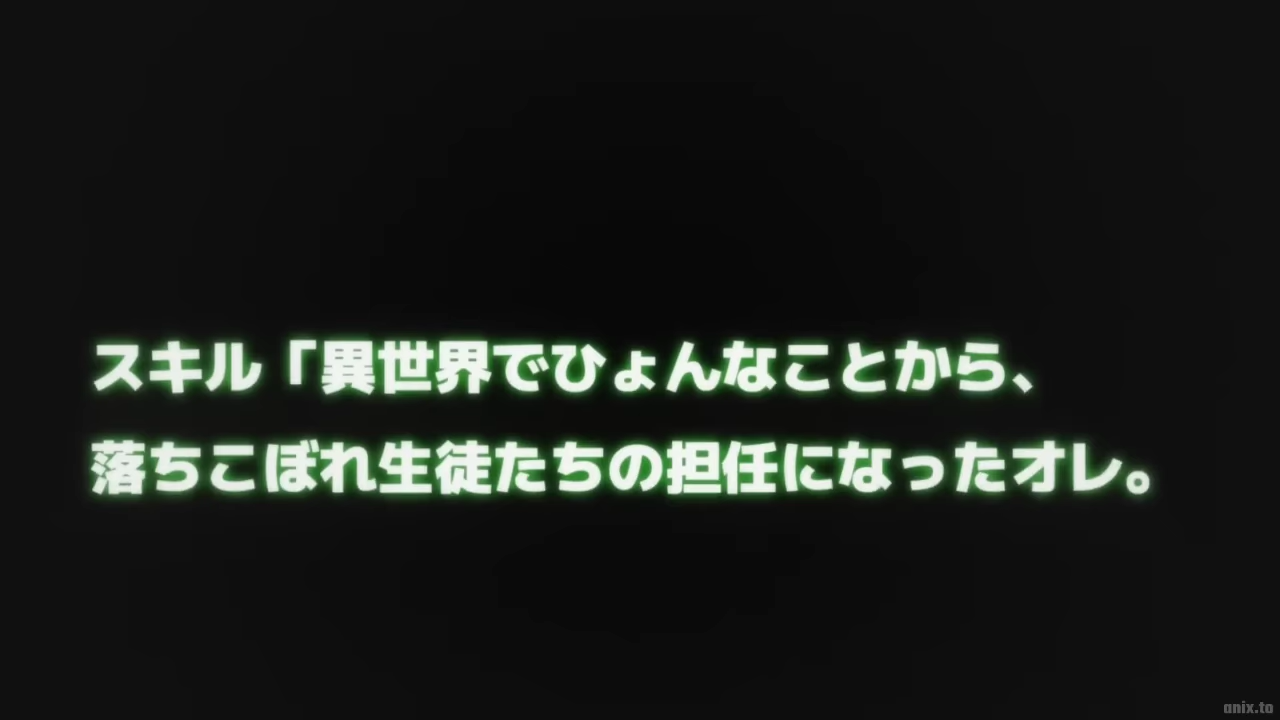 スキル「異世界でひょんなことから、
落ちこぼれ生徒たちの担任になったオレ。
anix.to